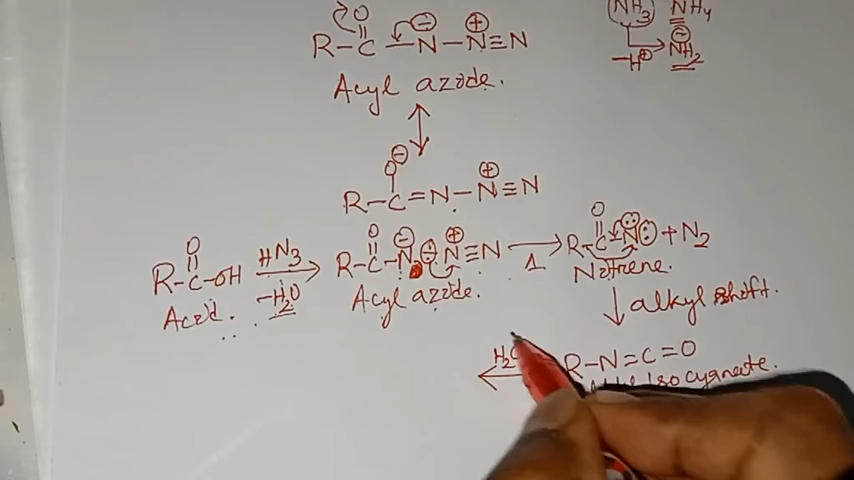 O ⊖ ⊕
R-C-N-N≡N
Acyl azide.
NH3 NH4
-H⊕ ⊖
NH2
O⊖ ⊕
R-C=N-N≡N
O
R-C-OH
Acid.
HN3
-H2O
O ⊖ ⊕
R-C-N-N≡N
Acyl azide.
Δ
O
R-C-N + N2
Nitrene.
alkyl shift.
R-N=C=O
Isocyanate.
H2O